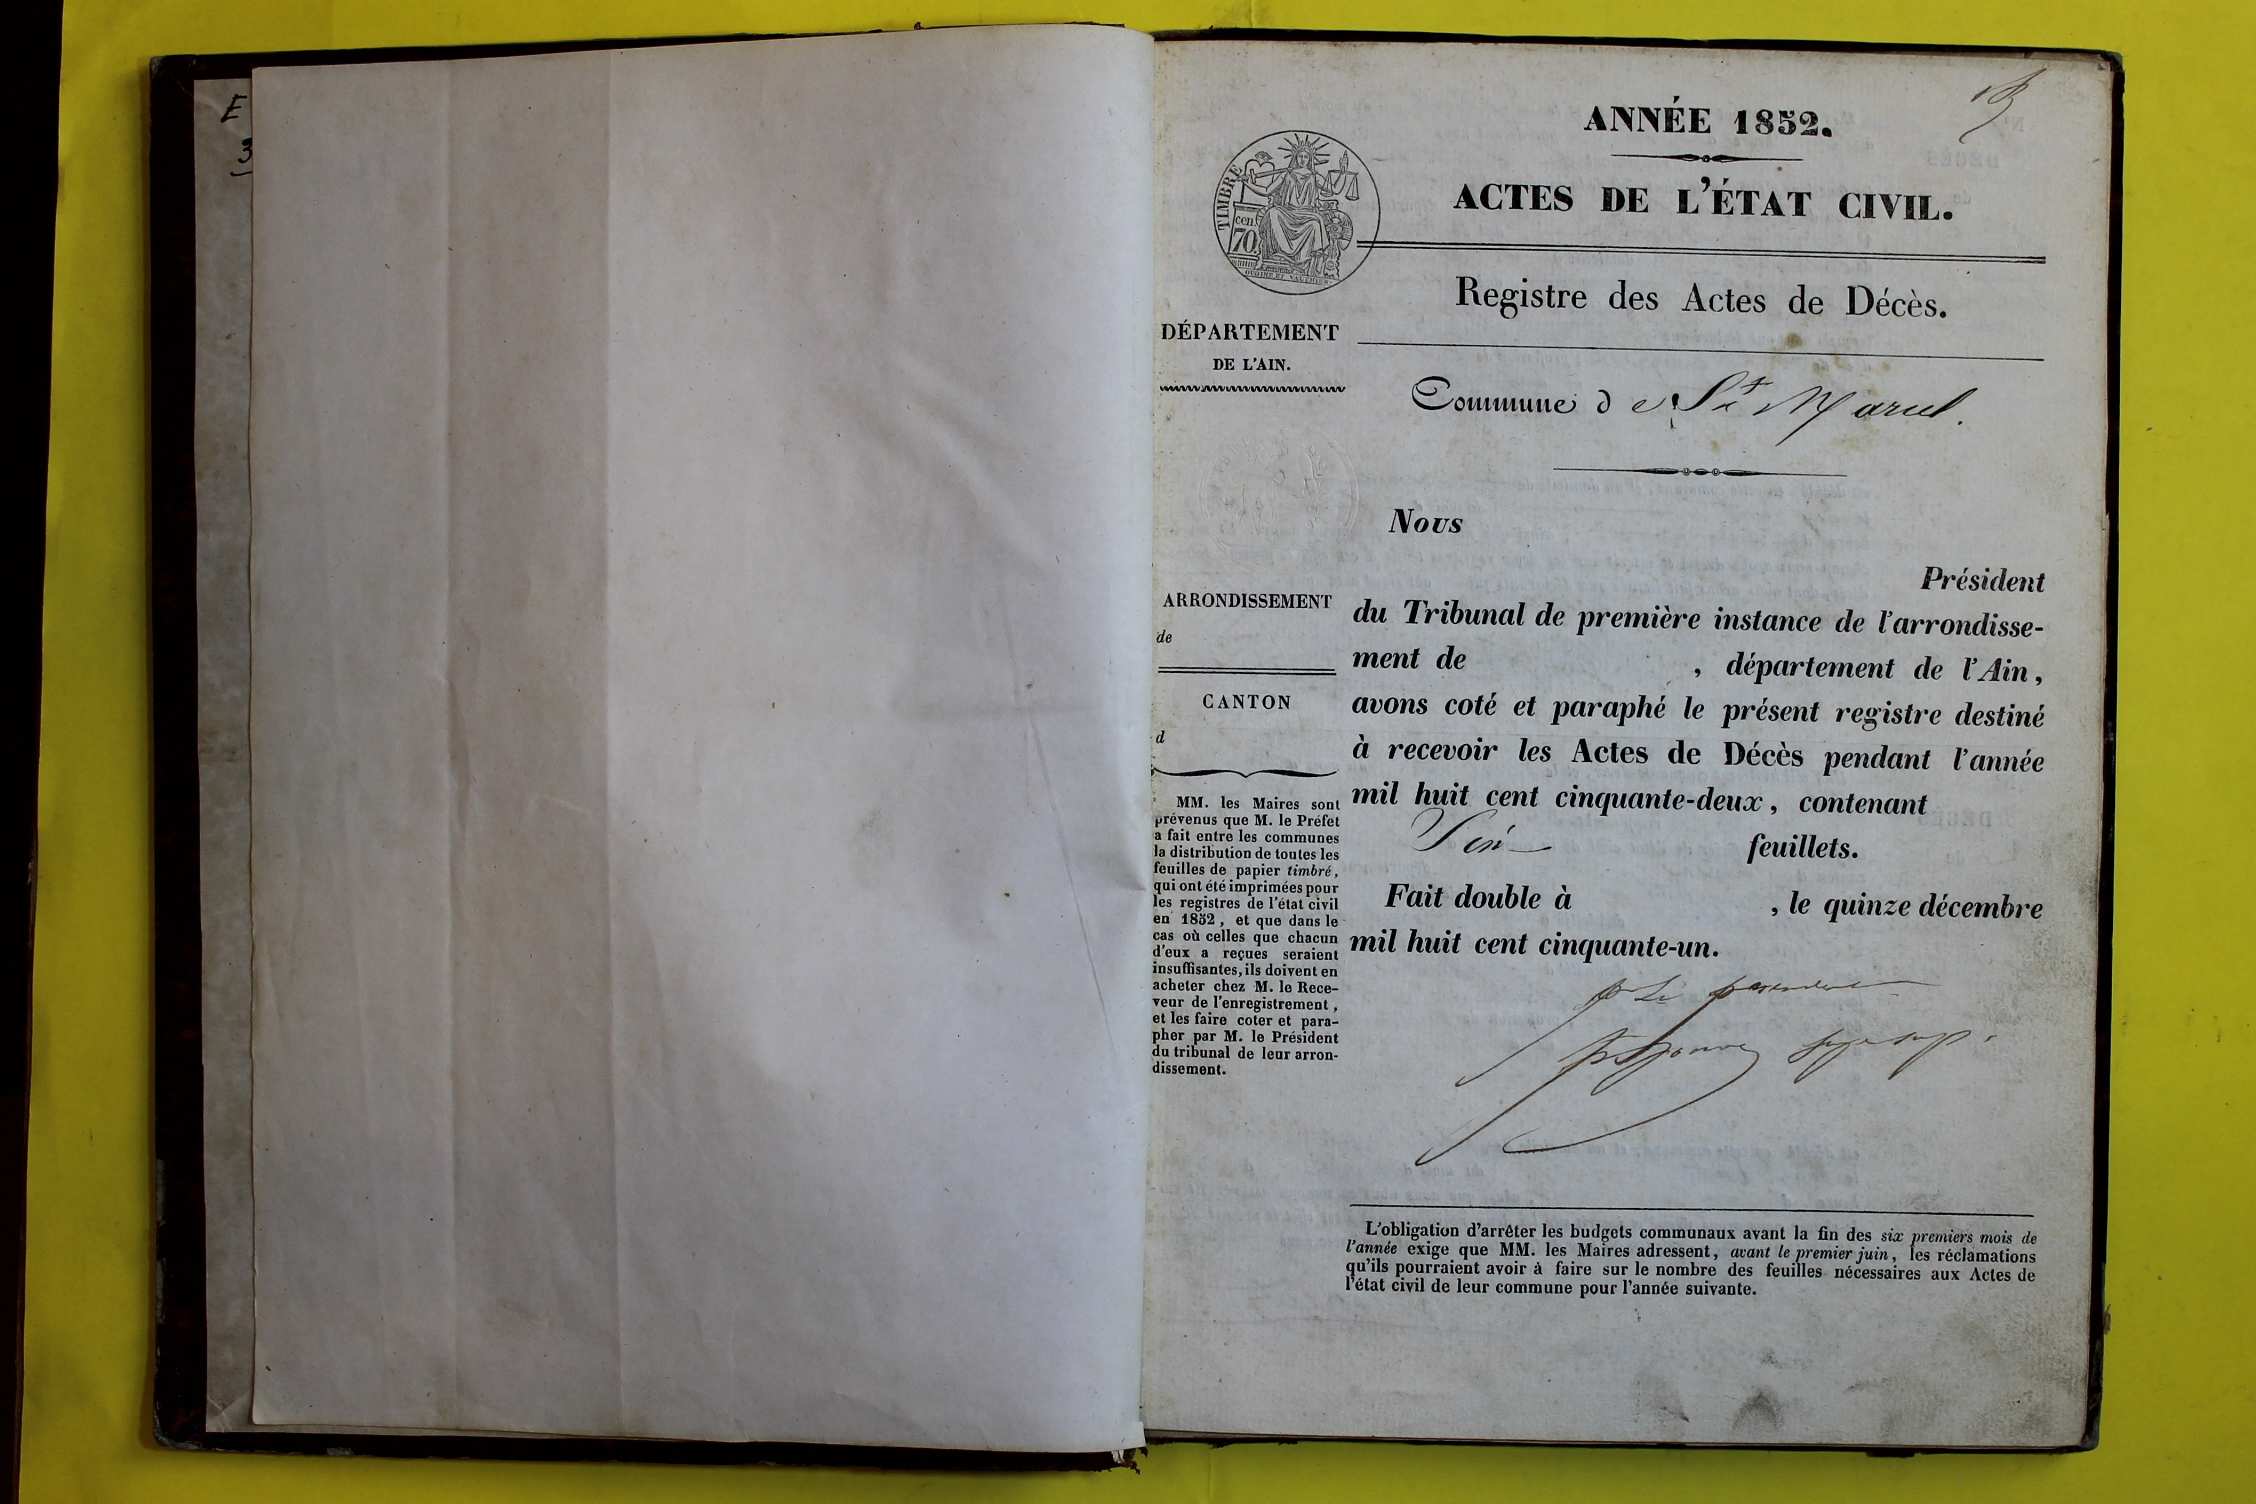 E
3
ANNÉE 1852.
ACTES DE L'ÉTAT CIVIL.
TIMBRE
cen.
70
Registre des Actes de Décès.
DÉPARTEMENT
DE L'AIN.
Commune d e St Marcel.
Nous
Président
du Tribunal de première instance de l'arrondisse-
ment de , département de l'Ain,
avons coté et paraphé le présent registre destiné
à recevoir les Actes de Décès pendant l'année
mil huit cent cinquante-deux, contenant
feuillets.
Fait double à , le quinze décembre
mil huit cent cinquante-un.
ARRONDISSEMENT
de
CANTON
d
MM. les Maires sont
prévenus que M. le Préfet
a fait entre les communes
la distribution de toutes les
feuilles de papier timbré,
qui ont été imprimées pour
les registres de l'état civil
en 1852, et que dans le
cas où celles que chacun
d'eux a reçues seraient
insuffisantes, ils doivent en
acheter chez M. le Rece-
veur de l'enregistrement,
et les faire coter et para-
pher par M. le Président
du tribunal de leur arron-
dissement.
L'obligation d'arrêter les budgets communaux avant la fin des six premiers mois de
l'année exige que MM. les Maires adressent, avant le premier juin, les réclamations
qu'ils pourraient avoir à faire sur le nombre des feuilles nécessaires aux Actes de
l'état civil de leur commune pour l'année suivante.